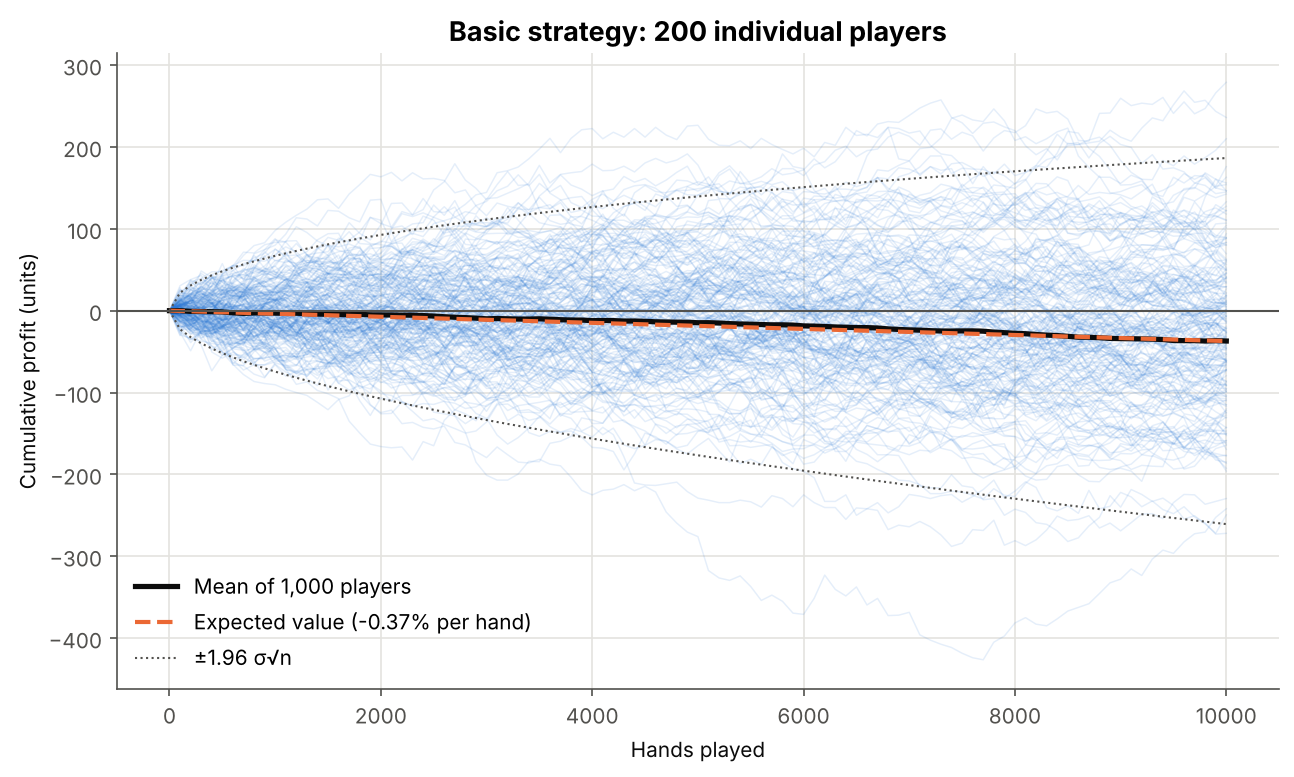 Basic strategy: 200 individual players
300
200
100
0
−100
−200
−300
−400
Cumulative profit (units)
Mean of 1,000 players
Expected value (-0.37% per hand)
±1.96 σ√n
0
2000
4000
6000
8000
10000
Hands played